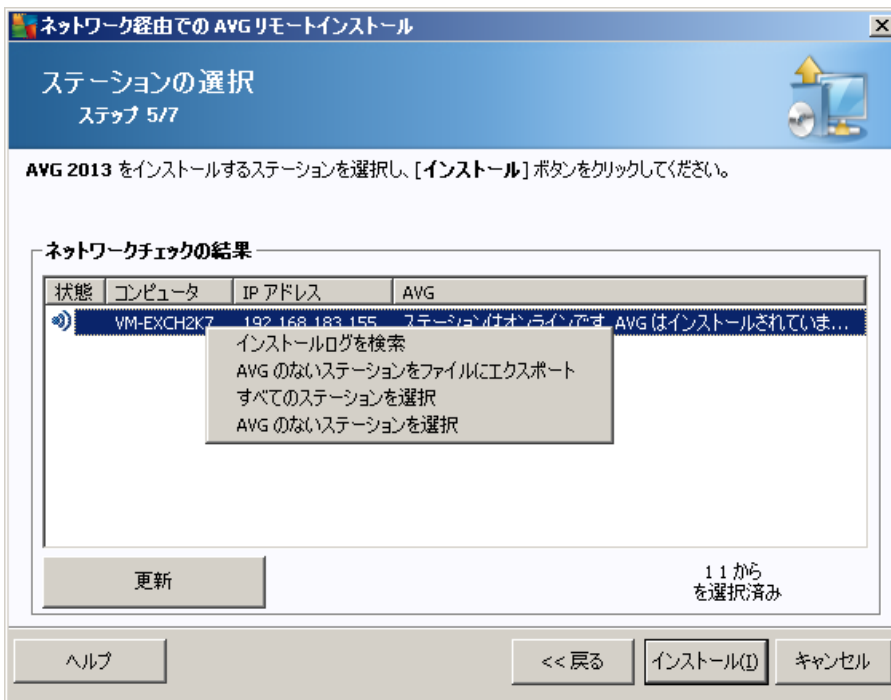 ネットワーク経由での AVG リモートインストール
ステーションの選択
ステップ 5/7
AVG 2013 をインストールするステーションを選択し、[インストール] ボタンをクリックしてください。
ネットワークチェックの結果
状態 コンピュータ IP アドレス AVG
VM-EXCH2K7 192.168.183.155 ステーションはオンラインです。AVG はインストールされていま...
インストールログを検索
AVG のないステーションをファイルにエクスポート
すべてのステーションを選択
AVG のないステーションを選択
更新
1 1 から
を選択済み
ヘルプ
<< 戻る
インストール(I)
キャンセル